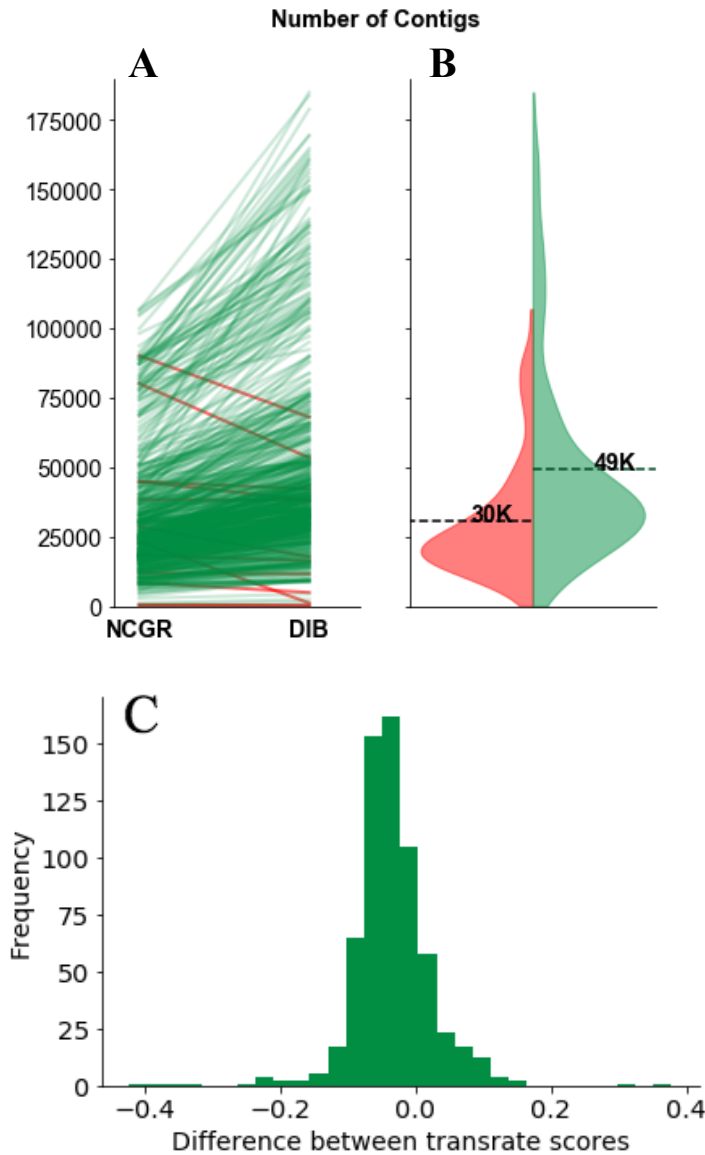 Number of Contigs
A B
175000
150000
125000
100000
75000
50000
25000
0
49K
30K
NCGR DIB
C
150
125
100
75
50
25
0
Frequency
−0.4 −0.2 0.0 0.2 0.4
Difference between transrate scores